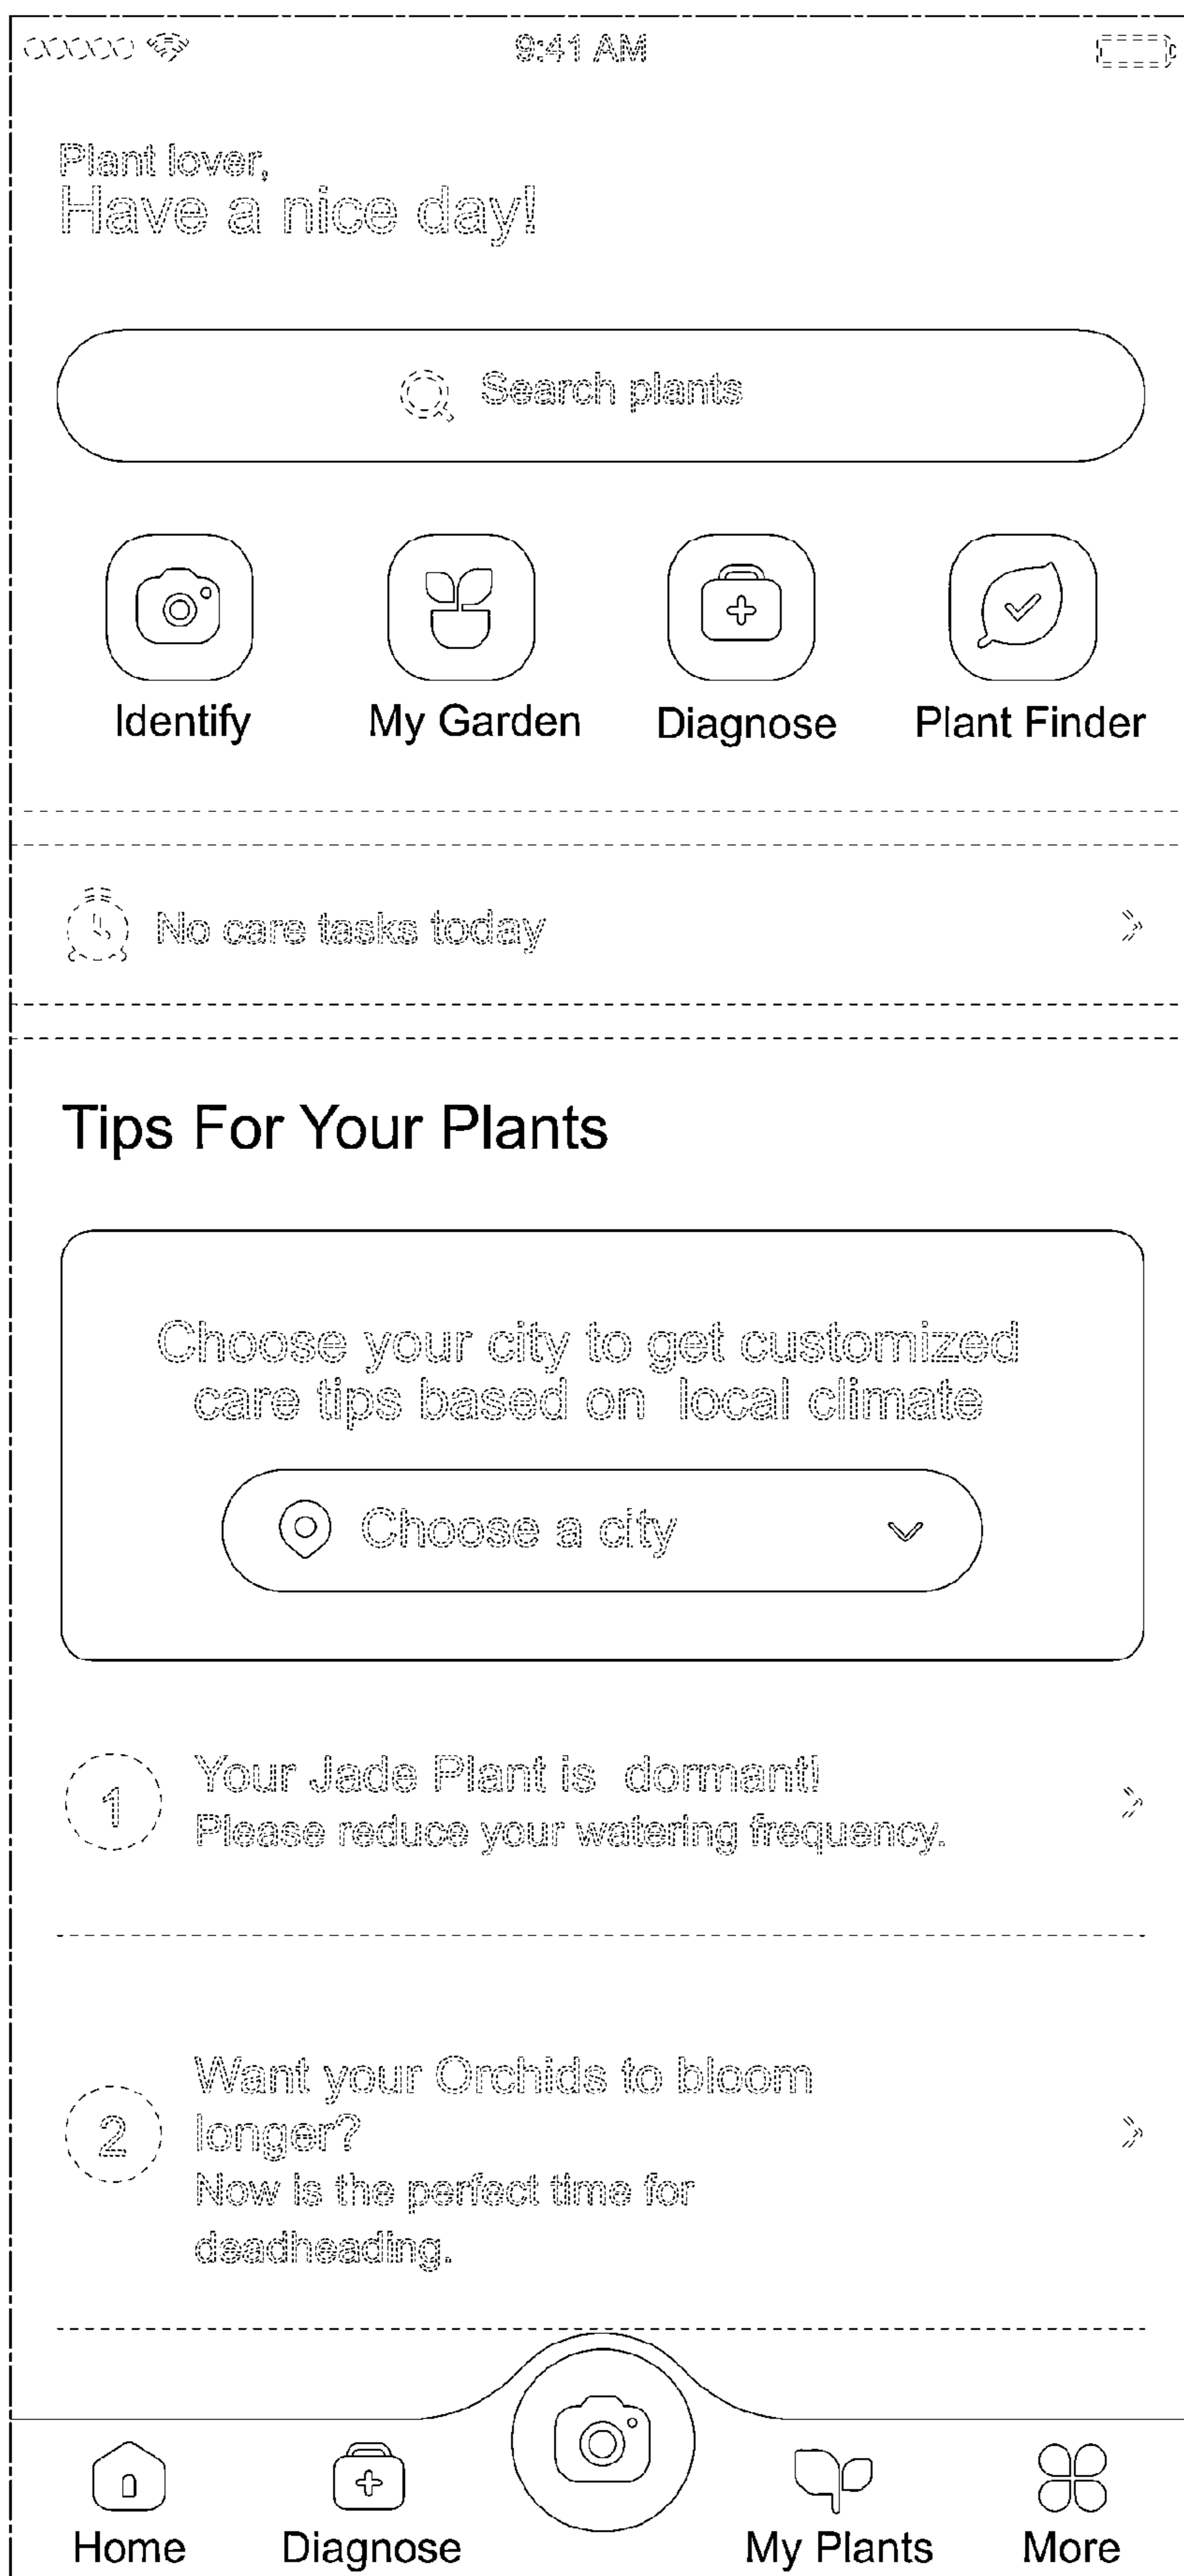 9:41 AM
Plant lover,
Have a nice day!
Search plants
Identify My Garden Diagnose Plant Finder
No care tasks today
Tips For Your Plants
Choose your city to get customized
care tips based on local climate
Choose a city
1
Your Jade Plant is dormant!
Please reduce your watering frequency.
2
Want your Orchids to bloom
longer?
Now is the perfect time for
deadheading.
Home Diagnose My Plants More